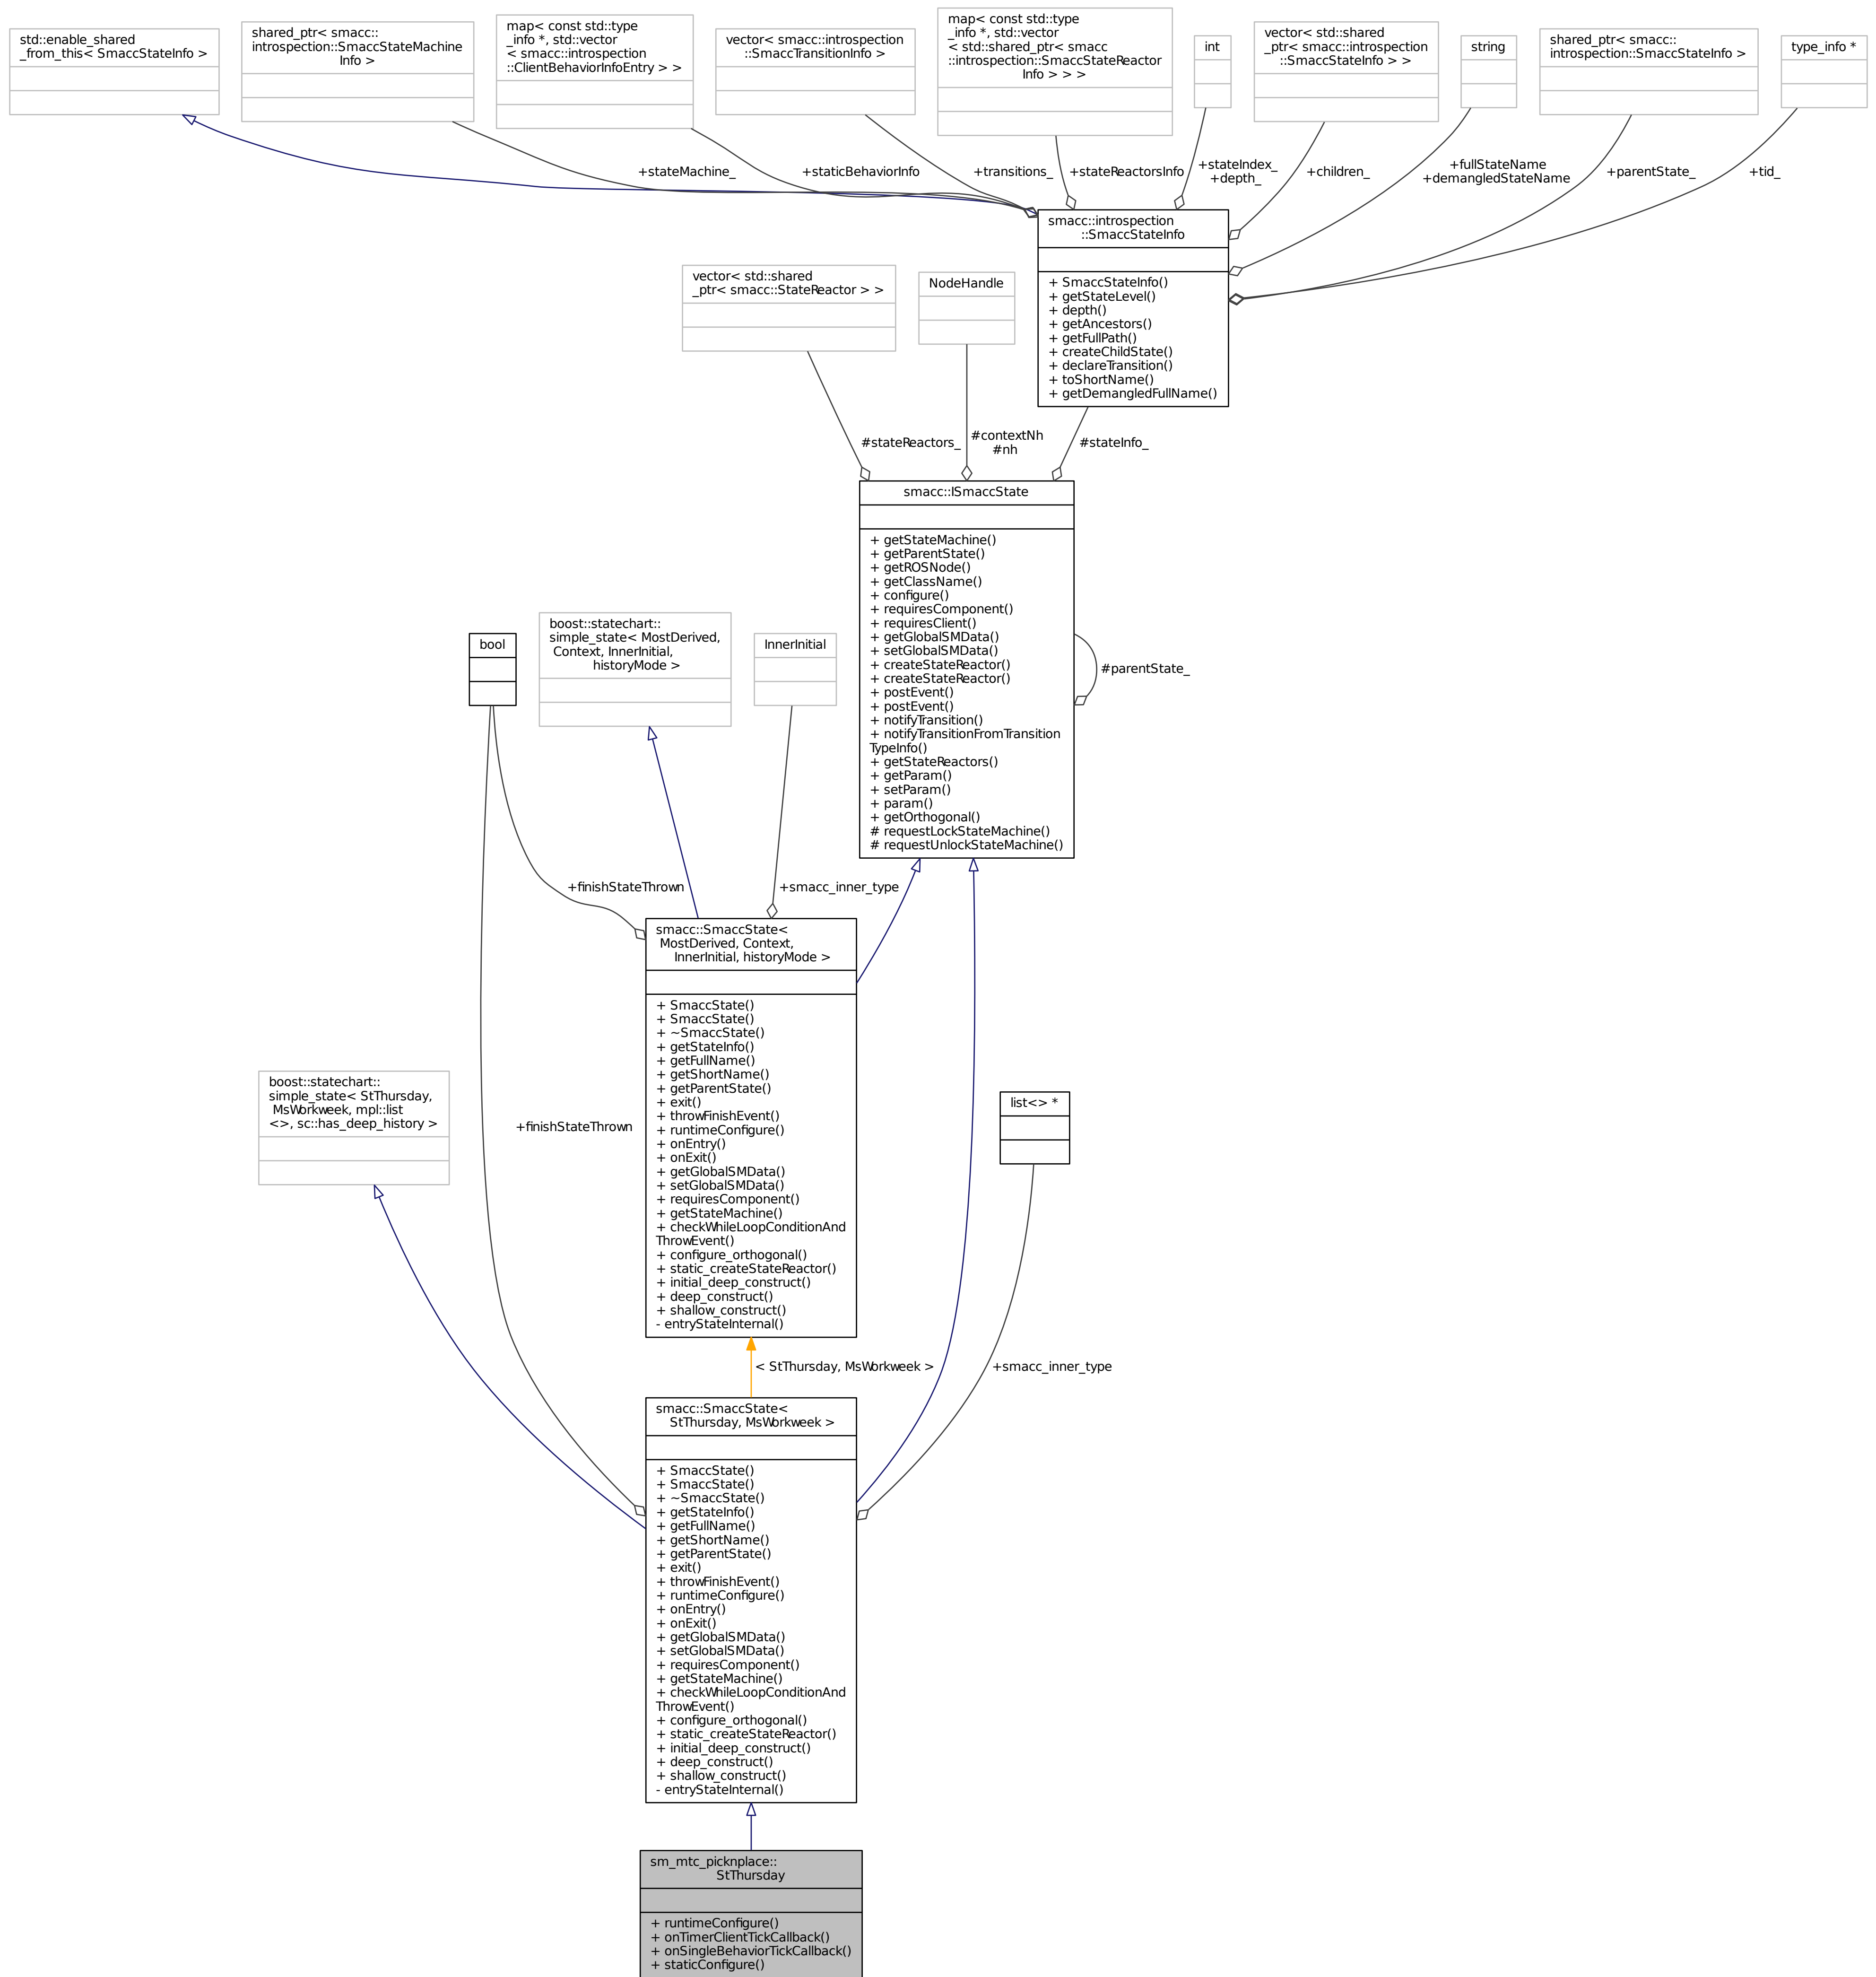 std::enable_shared
_from_this< SmaccStateInfo >
shared_ptr< smacc::
introspection::SmaccStateMachine
Info >
map< const std::type
_info *, std::vector
< smacc::introspection
::ClientBehaviorInfoEntry > >
vector< smacc::introspection
::SmaccTransitionInfo >
map< const std::type
_info *, std::vector
< std::shared_ptr< smacc
::introspection::SmaccStateReactor
Info > > >
int
vector< std::shared
_ptr< smacc::introspection
::SmaccStateInfo > >
string
shared_ptr< smacc::
introspection::SmaccStateInfo >
type_info *
+stateMachine_
+staticBehaviorInfo
+transitions_
+stateReactorsInfo
+stateIndex_
+depth_
+children_
+fullStateName
+demangledStateName
+parentState_
+tid_
smacc::introspection
::SmaccStateInfo
+ SmaccStateInfo()
+ getStateLevel()
+ depth()
+ getAncestors()
+ getFullPath()
+ createChildState()
+ declareTransition()
+ toShortName()
+ getDemangledFullName()
vector< std::shared
_ptr< smacc::StateReactor > >
NodeHandle
#stateReactors_
#contextNh
#nh
#stateInfo_
smacc::ISmaccState
+ getStateMachine()
+ getParentState()
+ getROSNode()
+ getClassName()
+ configure()
+ requiresComponent()
+ requiresClient()
+ getGlobalSMData()
+ setGlobalSMData()
+ createStateReactor()
+ createStateReactor()
+ postEvent()
+ postEvent()
+ notifyTransition()
+ notifyTransitionFromTransition
TypeInfo()
+ getStateReactors()
+ getParam()
+ setParam()
+ param()
+ getOrthogonal()
# requestLockStateMachine()
# requestUnlockStateMachine()
#parentState_
bool
boost::statechart::
simple_state< MostDerived,
Context, InnerInitial,
historyMode >
InnerInitial
+finishStateThrown
+smacc_inner_type
smacc::SmaccState<
MostDerived, Context,
InnerInitial, historyMode >
+ SmaccState()
+ SmaccState()
+ ~SmaccState()
+ getStateInfo()
+ getFullName()
+ getShortName()
+ getParentState()
+ exit()
+ throwFinishEvent()
+ runtimeConfigure()
+ onEntry()
+ onExit()
+ getGlobalSMData()
+ setGlobalSMData()
+ requiresComponent()
+ getStateMachine()
+ checkWhileLoopConditionAnd
ThrowEvent()
+ configure_orthogonal()
+ static_createStateReactor()
+ initial_deep_construct()
+ deep_construct()
+ shallow_construct()
- entryStateInternal()
boost::statechart::
simple_state< StThursday,
MsWorkweek, mpl::list
<>, sc::has_deep_history >
+finishStateThrown
list<> *
< StThursday, MsWorkweek >
+smacc_inner_type
smacc::SmaccState<
StThursday, MsWorkweek >
+ SmaccState()
+ SmaccState()
+ ~SmaccState()
+ getStateInfo()
+ getFullName()
+ getShortName()
+ getParentState()
+ exit()
+ throwFinishEvent()
+ runtimeConfigure()
+ onEntry()
+ onExit()
+ getGlobalSMData()
+ setGlobalSMData()
+ requiresComponent()
+ getStateMachine()
+ checkWhileLoopConditionAnd
ThrowEvent()
+ configure_orthogonal()
+ static_createStateReactor()
+ initial_deep_construct()
+ deep_construct()
+ shallow_construct()
- entryStateInternal()
sm_mtc_picknplace::
StThursday
+ runtimeConfigure()
+ onTimerClientTickCallback()
+ onSingleBehaviorTickCallback()
+ staticConfigure()